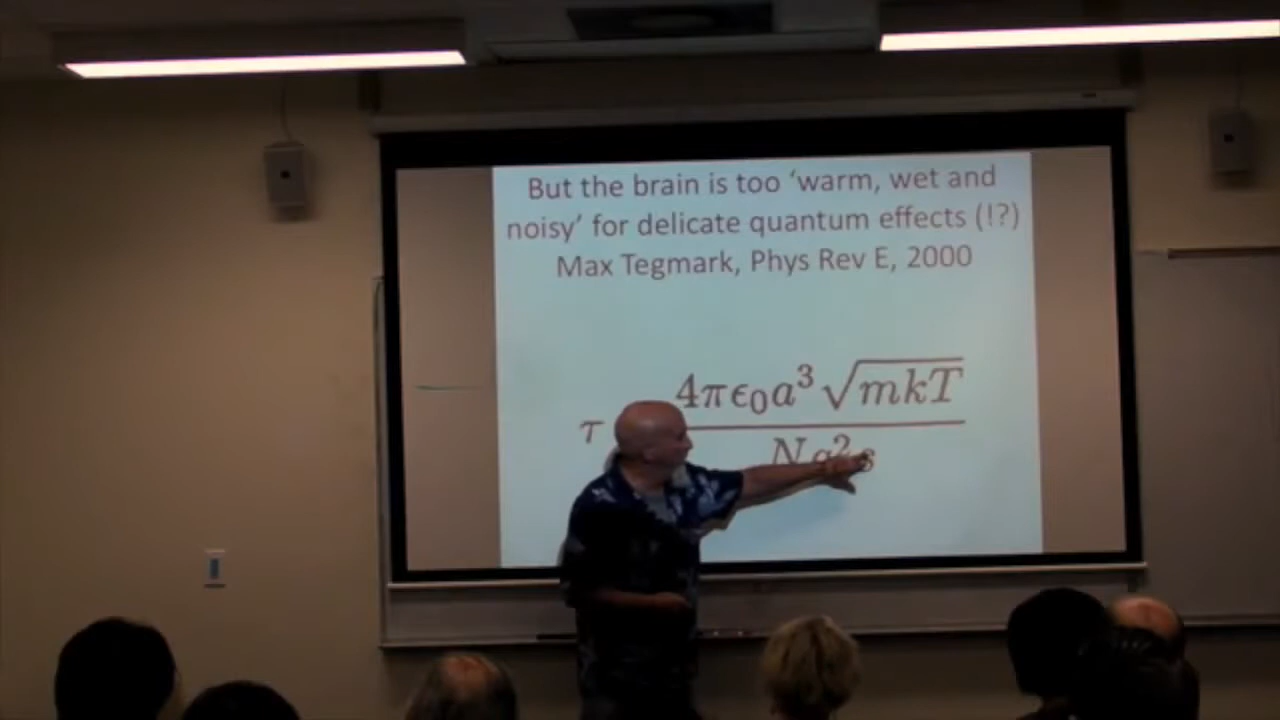 But the brain is too ‘warm, wet and
noisy’ for delicate quantum effects (!?)
Max Tegmark, Phys Rev E, 2000
4πϵ₀a³√mkT
τ
Nq²s